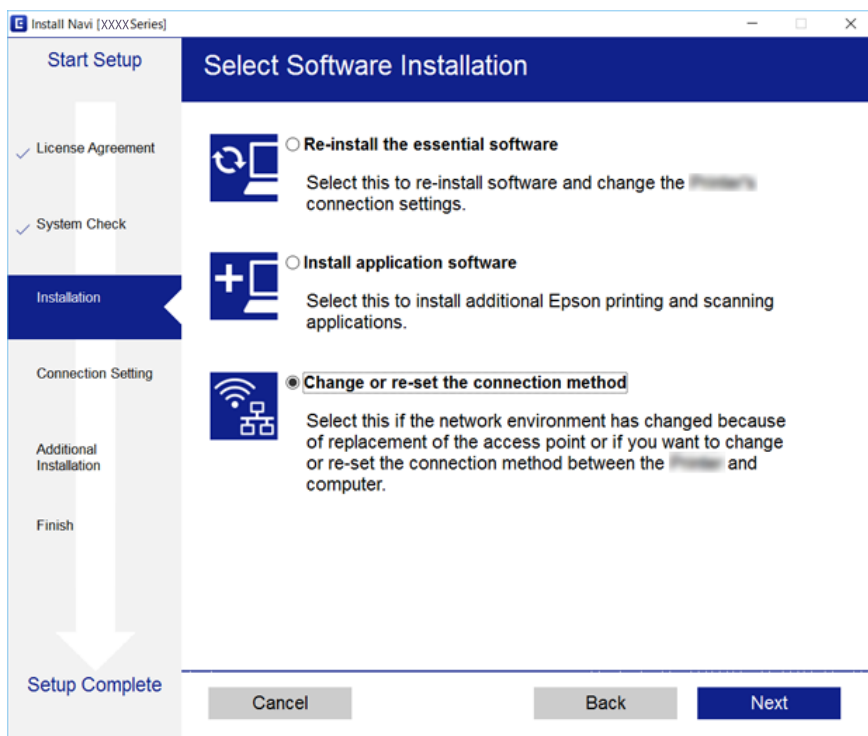 Install Navi [XXXX Series]
Start Setup
License Agreement
System Check
Installation
Connection Setting
Additional
Installation
Finish
Setup Complete
Select Software Installation
Re-install the essential software
Select this to re-install software and change the
connection settings.
Install application software
Select this to install additional Epson printing and scanning
applications.
Change or re-set the connection method
Select this if the network environment has changed because
of replacement of the access point or if you want to change
or re-set the connection method between the and
computer.
Cancel
Back
Next